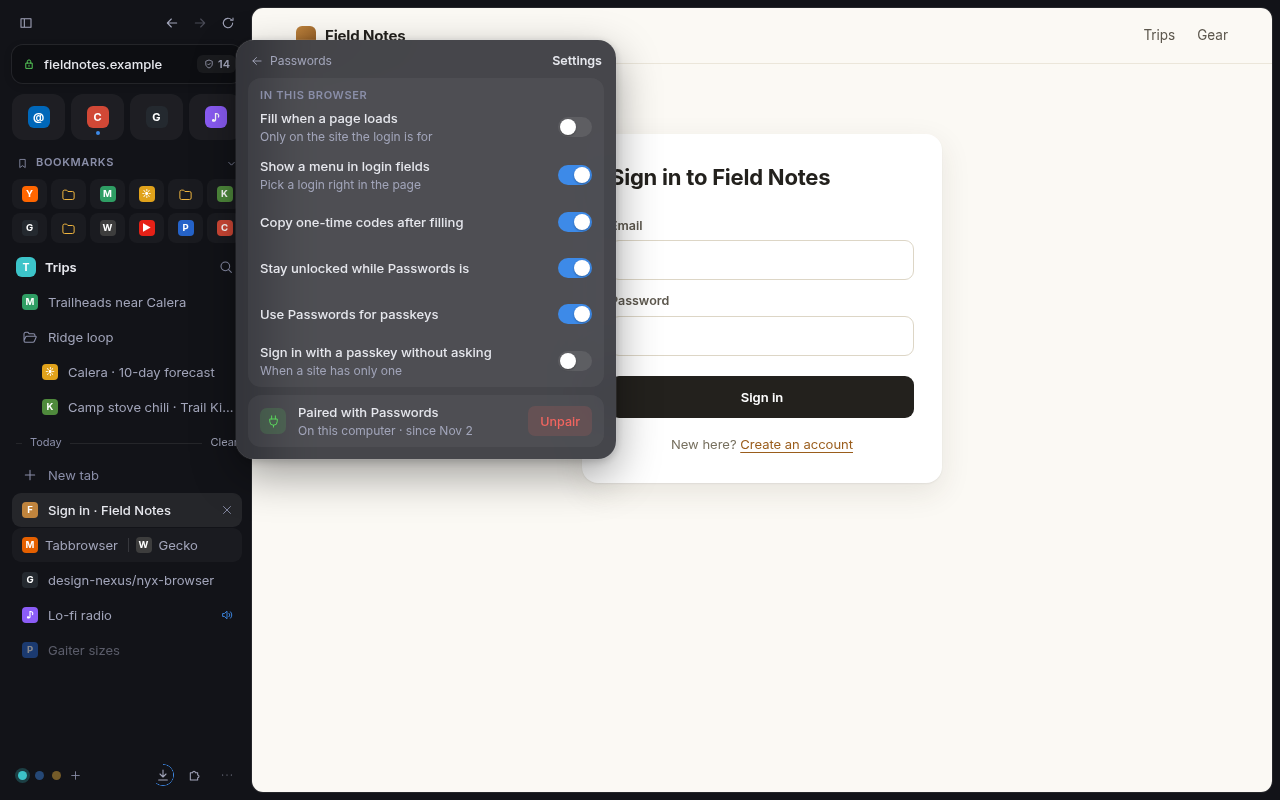 fieldnotes.example
14
@
C
G
BOOKMARKS
Y
M
K
G
W
P
C
T
Trips
M
Trailheads near Calera
Ridge loop
Calera · 10-day forecast
K
Camp stove chili · Trail Ki...
Today
Clear
New tab
F
Sign in · Field Notes
M
Tabbrowser
W
Gecko
G
design-nexus/nyx-browser
Lo-fi radio
P
Gaiter sizes
Passwords
Settings
IN THIS BROWSER
Fill when a page loads
Only on the site the login is for
Show a menu in login fields
Pick a login right in the page
Copy one-time codes after filling
Stay unlocked while Passwords is
Use Passwords for passkeys
Sign in with a passkey without asking
When a site has only one
Paired with Passwords
On this computer · since Nov 2
Unpair
Field Notes
Trips
Gear
Sign in to Field Notes
Email
Password
Sign in
New here? Create an account